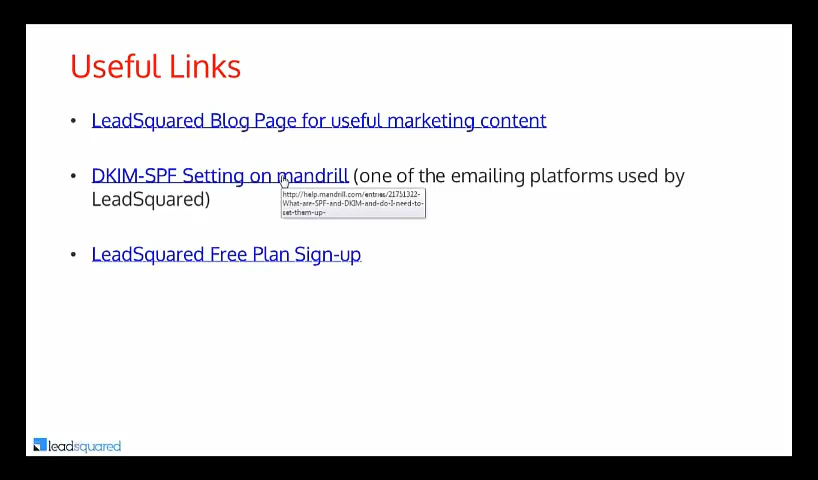 Useful Links
• LeadSquared Blog Page for useful marketing content
• DKIM-SPF Setting on mandrill (one of the emailing platforms used by
LeadSquared)
http://help.mandrill.com/entries/21751322-
What-are-SPF-and-DKIM-and-do-I-need-to-
set-them-up-
• LeadSquared Free Plan Sign-up
leadsquared